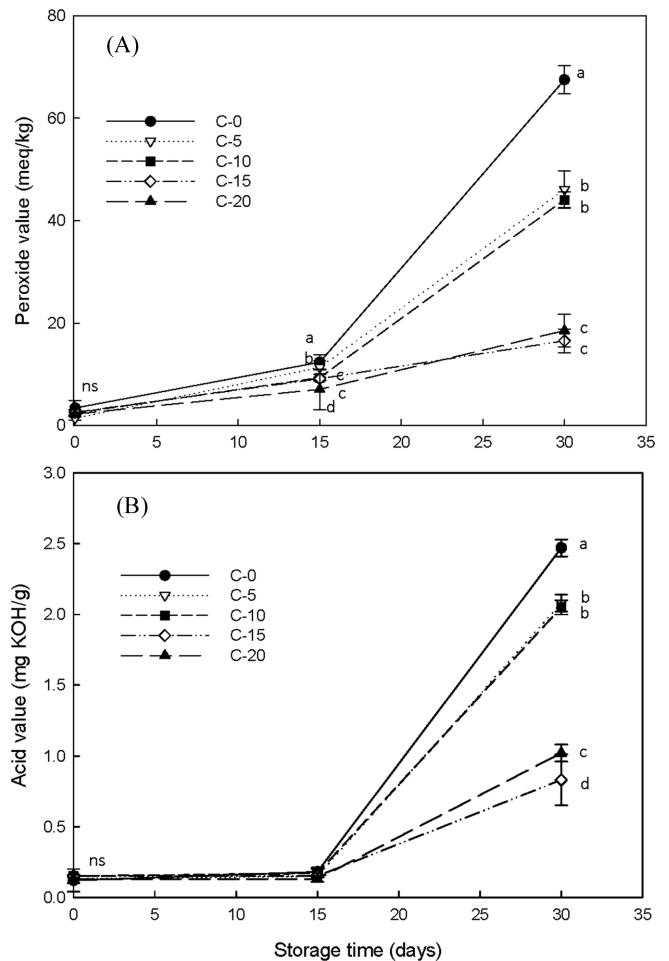 (A)
Peroxide value (meq/kg)
80
60
40
20
0
C-0
C-5
C-10
C-15
C-20
ns
a
b
c
c
d
a
b
b
c
c
0 5 10 15 20 25 30 35
(B)
Acid value (mg KOH/g)
3.0
2.5
2.0
1.5
1.0
0.5
0.0
C-0
C-5
C-10
C-15
C-20
ns
a
b
b
c
d
0 5 10 15 20 25 30 35
Storage time (days)